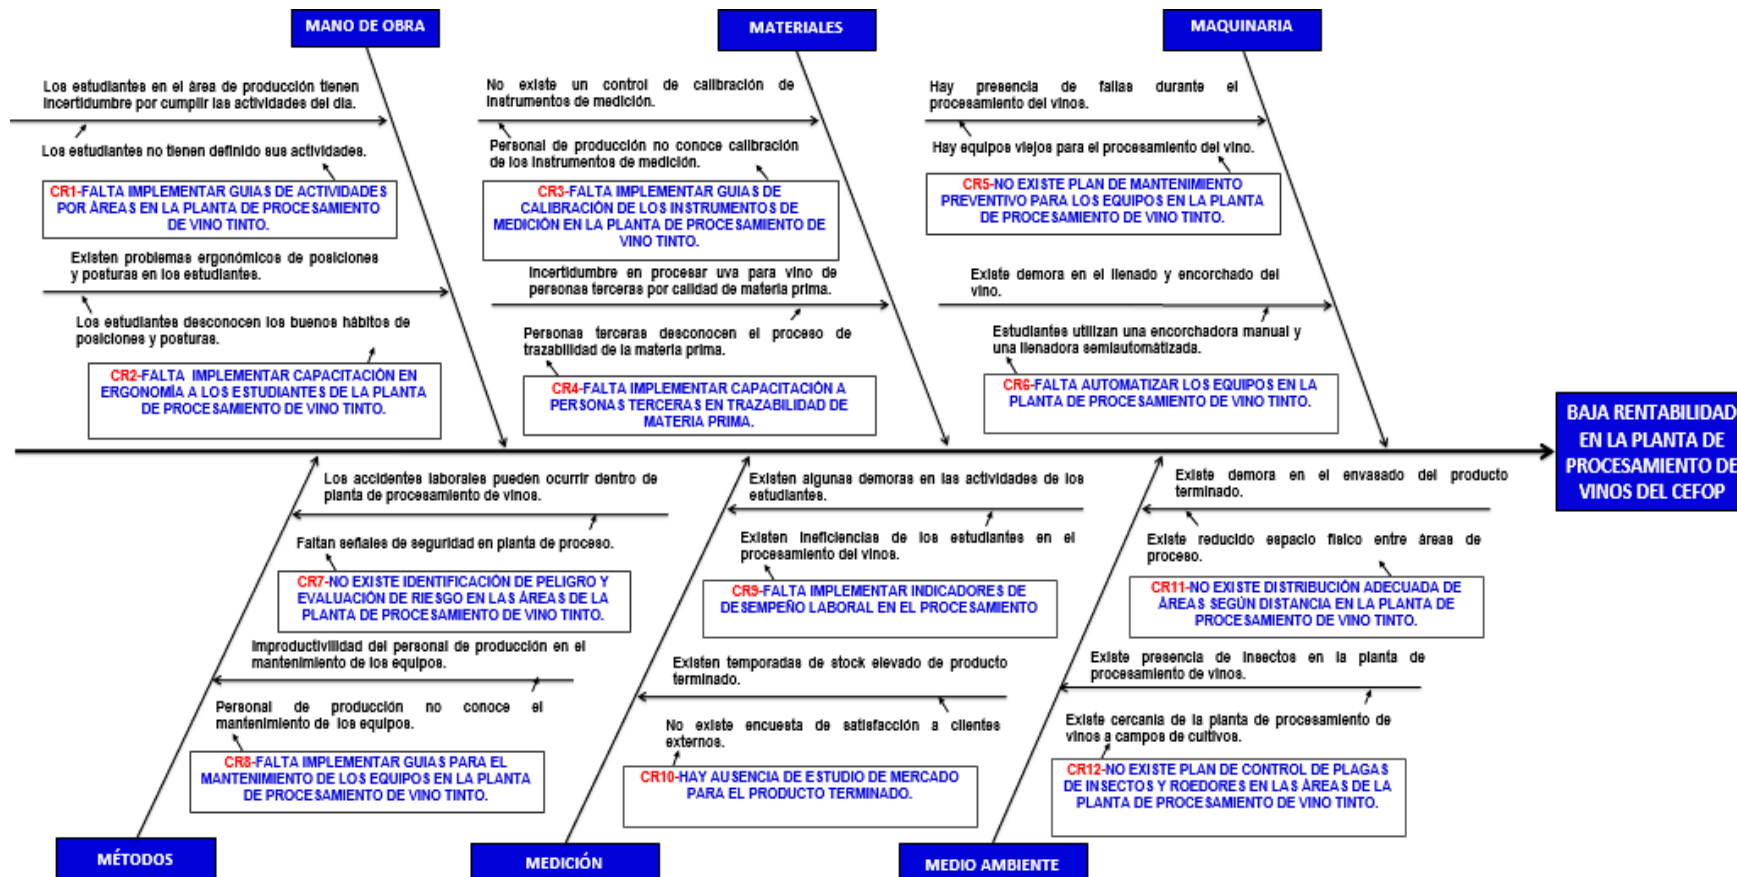 MANO DE OBRA
Los estudiantes en el área de producción tienen
incertidumbre por cumplir las actividades del día.
Los estudiantes no tienen definido sus actividades.
CR1-FALTA IMPLEMENTAR GUIAS DE ACTIVIDADES
POR ÀREAS EN LA PLANTA DE PROCESAMIENTO
DE VINO TINTO.
Existen problemas ergonómicos de posiciones
y posturas en los estudiantes.
Los estudiantes desconocen los buenos hábitos de
posiciones y posturas.
CR2-FALTA IMPLEMENTAR CAPACITACIÓN EN
ERGONOMÍA A LOS ESTUDIANTES DE LA PLANTA
DE PROCESAMIENTO DE VINO TINTO.
MATERIALES
No existe un control de calibración de
instrumentos de medición.
Personal de producción no conoce calibración
de los instrumentos de medición.
CR3-FALTA IMPLEMENTAR GUIAS DE
CALIBRACIÓN DE LOS INSTRUMENTOS DE
MEDICIÓN EN LA PLANTA DE PROCESAMIENTO DE
VINO TINTO.
Incertidumbre en procesar uva para vino de
personas terceras por calidad de materia prima.
Personas terceras desconocen el proceso de
trazabilidad de la materia prima.
CR4-FALTA IMPLEMENTAR CAPACITACIÓN A
PERSONAS TERCERAS EN TRAZABILIDAD DE
MATERIA PRIMA.
MAQUINARIA
Hay presencia de fallas durante el
procesamiento del vinos.
Hay equipos viejos para el procesamiento del vino.
CR5-NO EXISTE PLAN DE MANTENIMIENTO
PREVENTIVO PARA LOS EQUIPOS EN LA PLANTA
DE PROCESAMIENTO DE VINO TINTO.
Existe demora en el llenado y encorchado del
vino.
Estudiantes utilizan una encorchadora manual y
una llenadora semiautomátizada.
CR6-FALTA AUTOMATIZAR LOS EQUIPOS EN LA
PLANTA DE PROCESAMIENTO DE VINO TINTO.
BAJA RENTABILIDAD
EN LA PLANTA DE
PROCESAMIENTO DE
VINOS DEL CEFOP
Los accidentes laborales pueden ocurrir dentro de
planta de procesamiento de vinos.
Faltan señales de seguridad en planta de proceso.
CR7-NO EXISTE IDENTIFICACIÓN DE PELIGRO Y
EVALUACIÓN DE RIESGO EN LAS ÀREAS DE LA
PLANTA DE PROCESAMIENTO DE VINO TINTO.
Improductivilidad del personal de producción en el
mantenimiento de los equipos.
Personal de producción no conoce el
mantenimiento de los equipos.
CR8-FALTA IMPLEMENTAR GUIAS PARA EL
MANTENIMIENTO DE LOS EQUIPOS EN LA PLANTA
DE PROCESAMIENTO DE VINO TINTO.
MÉTODOS
Existen algunas demoras en las actividades de los
estudiantes.
Existen ineficiencias de los estudiantes en el
procesamiento del vinos.
CR9-FALTA IMPLEMENTAR INDICADORES DE
DESEMPEÑO LABORAL EN EL PROCESAMIENTO
Existen temporadas de stock elevado de producto
terminado.
No existe encuesta de satisfacción a clientes
externos.
CR10-HAY AUSENCIA DE ESTUDIO DE MERCADO
PARA EL PRODUCTO TERMINADO.
MEDICIÓN
Existe demora en el envasado del producto
terminado.
Existe reducido espacio físico entre áreas de
proceso.
CR11-NO EXISTE DISTRIBUCIÓN ADECUADA DE
ÀREAS SEGÚN DISTANCIA EN LA PLANTA DE
PROCESAMIENTO DE VINO TINTO.
Existe presencia de insectos en la planta de
procesamiento de vinos.
Existe cercanía de la planta de procesamiento de
vinos a campos de cultivos.
CR12-NO EXISTE PLAN DE CONTROL DE PLAGAS
DE INSECTOS Y ROEDORES EN LAS ÀREAS DE LA
PLANTA DE PROCESAMIENTO DE VINO TINTO.
MEDIO AMBIENTE